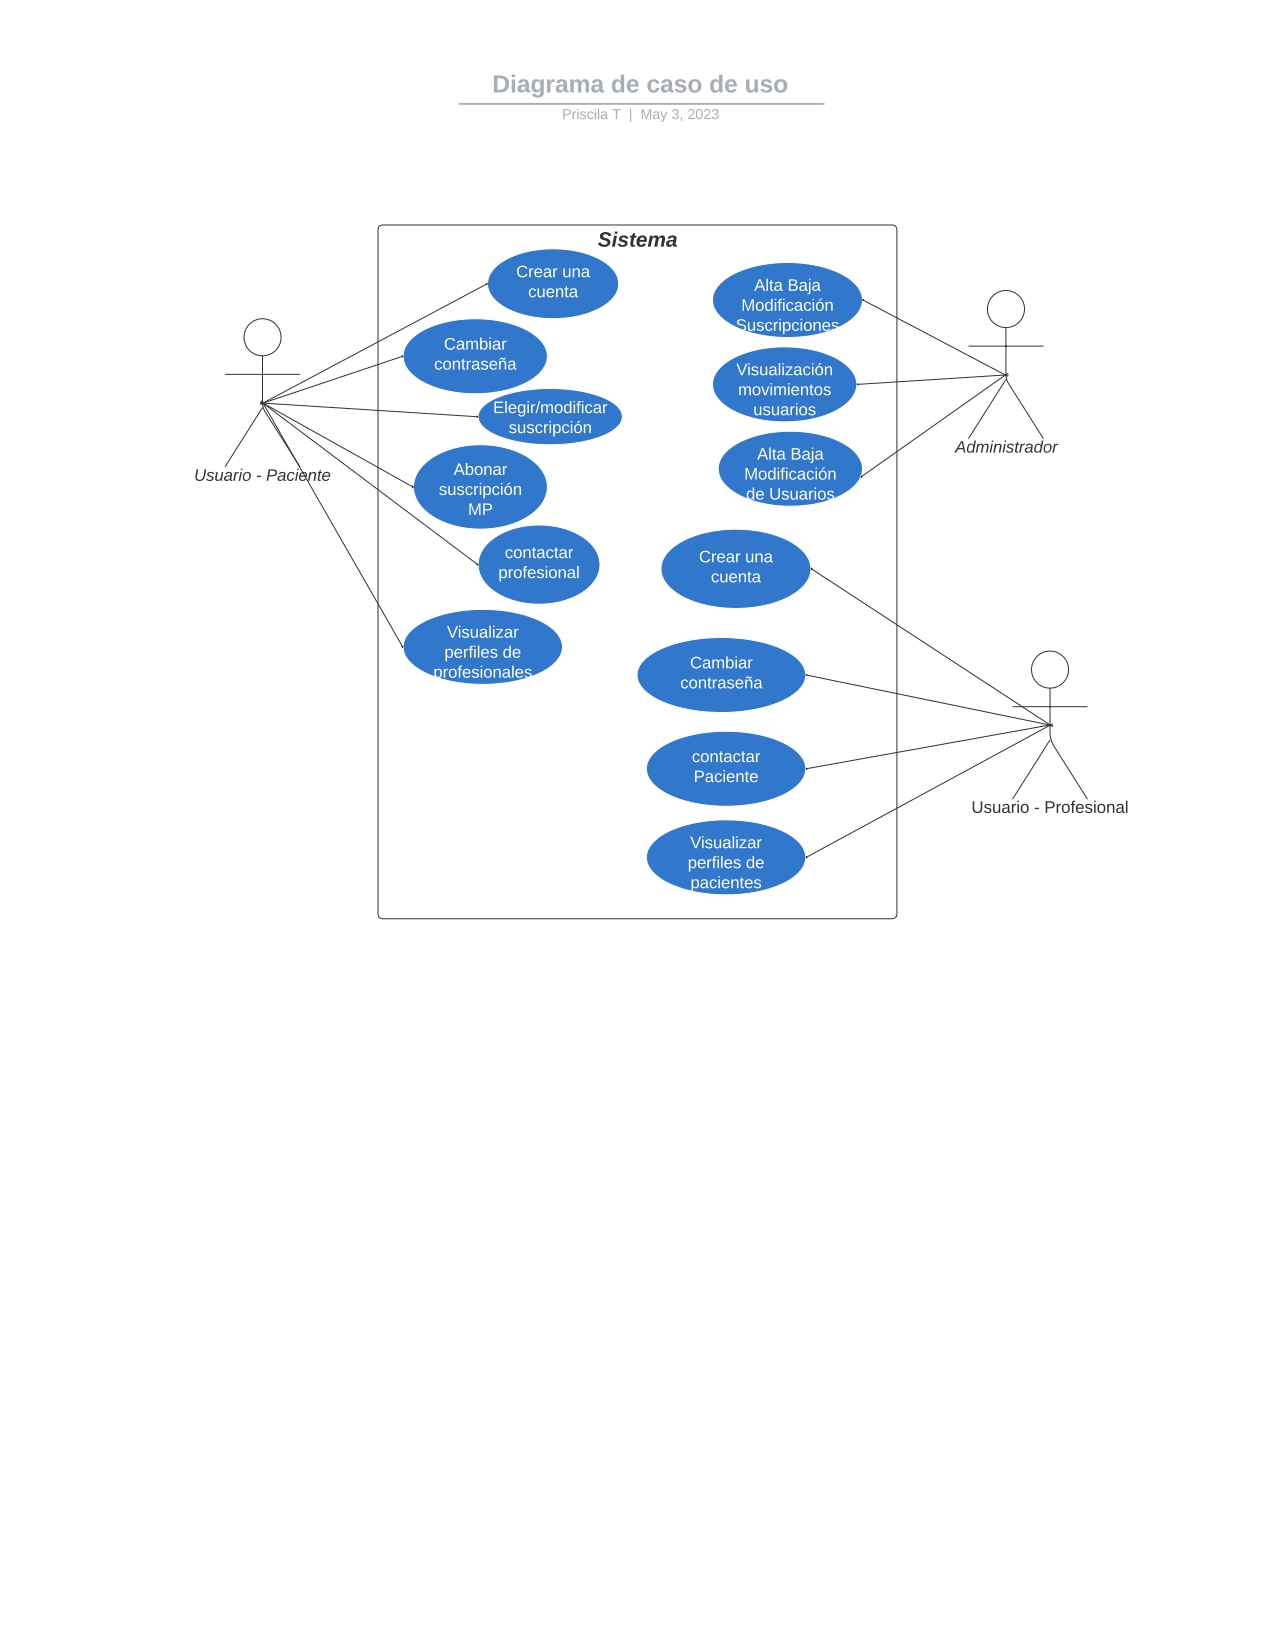 Diagrama de caso de uso
Priscila T | May 3, 2023
Sistema
Crear una
cuenta
Cambiar
contraseña
Elegir/modificar
suscripción
Abonar
suscripción
MP
contactar
profesional
Visualizar
perfiles de
profesionales
Usuario - Paciente
Alta Baja
Modificación
Suscripciones
Visualización
movimientos
usuarios
Alta Baja
Modificación
de Usuarios
Administrador
Crear una
cuenta
Cambiar
contraseña
contactar
Paciente
Visualizar
perfiles de
pacientes
Usuario - Profesional